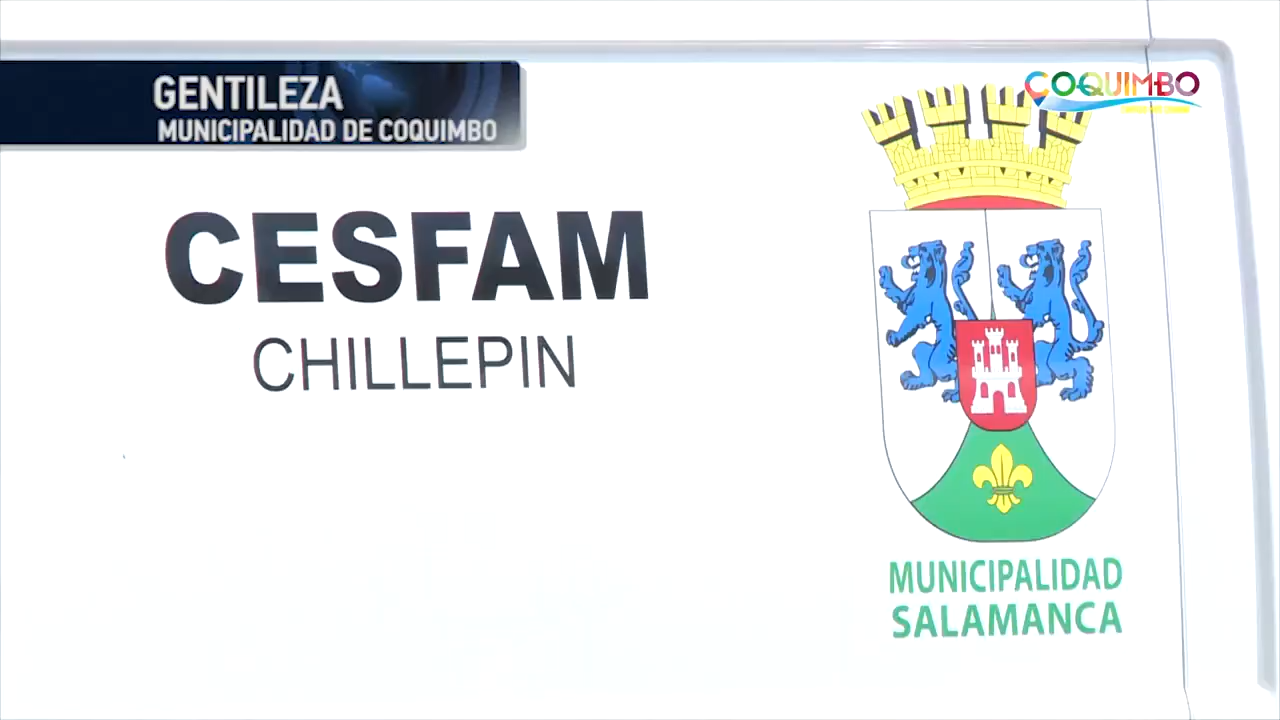 GENTILEZA
MUNICIPALIDAD DE COQUIMBO
COQUIMBO
CESFAM
CHILLEPIN
MUNICIPALIDAD
SALAMANCA